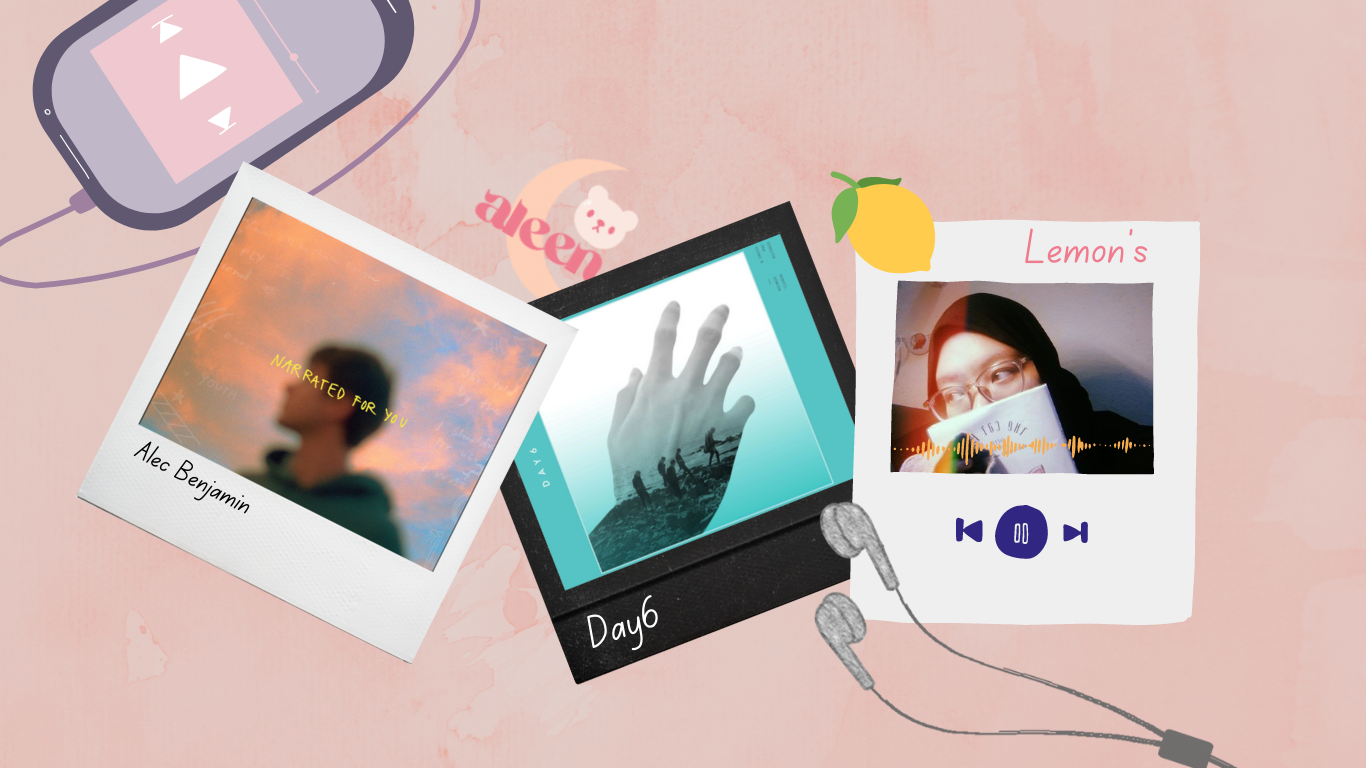 aleen
Lemon's
NARRATED FOR YOU
Alec Benjamin
DAY6
Day6